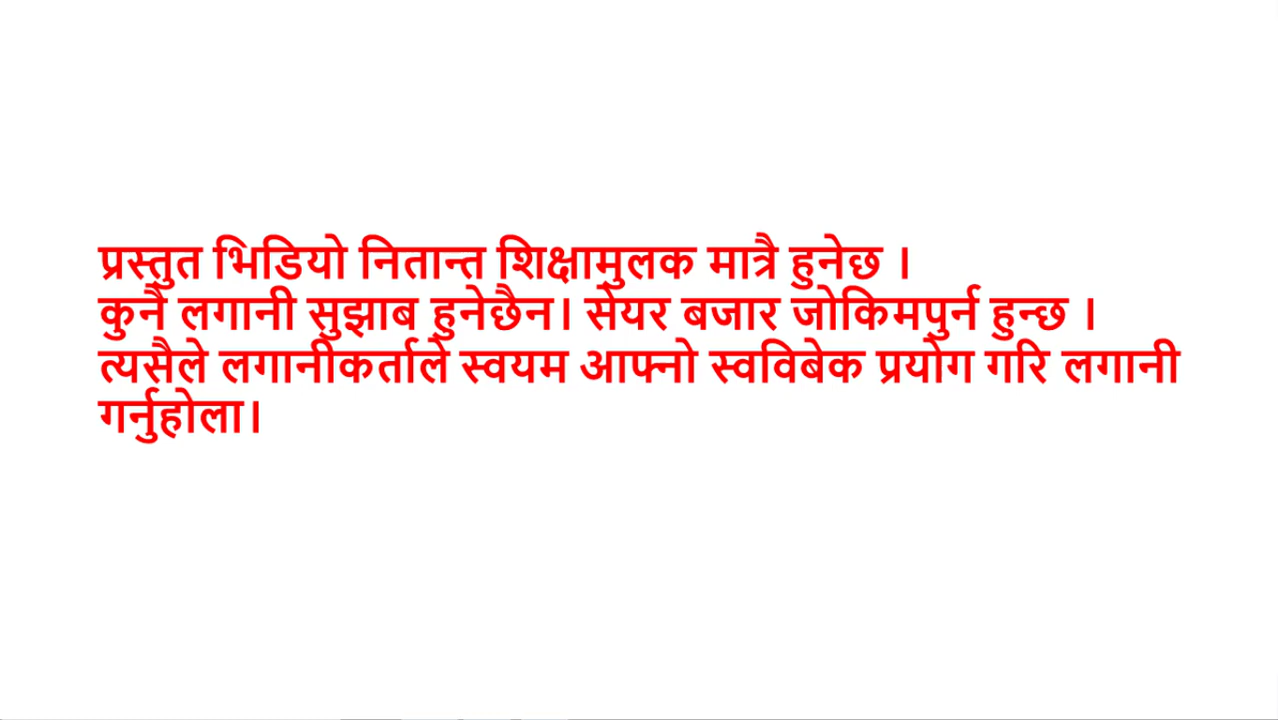 प्रस्तुत भिडियो नितान्त शिक्षामुलक मात्रै हुनेछ ।
कुनै लगानी सुझाब हुनेछैन। सेयर बजार जोकिमपुर्न हुन्छ ।
त्यसैले लगानीकर्ताले स्वयम आफ्नो स्वविबेक प्रयोग गरि लगानी
गर्नुहोला।